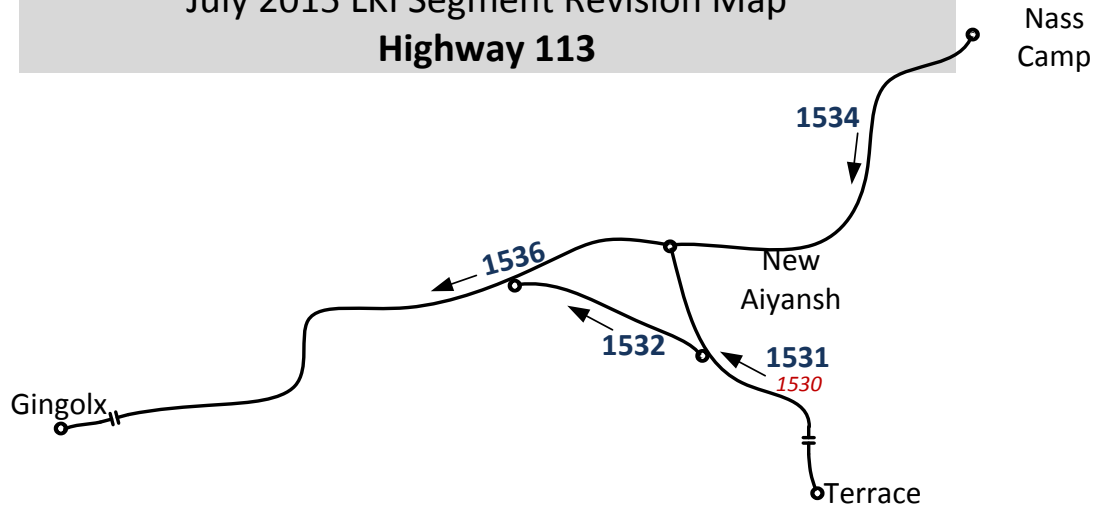 July 2015 LKI Segment Revision Map
Highway 113
Nass
Camp
1534
1536
New
Aiyansh
1532
1531
1530
Gingolx
Terrace